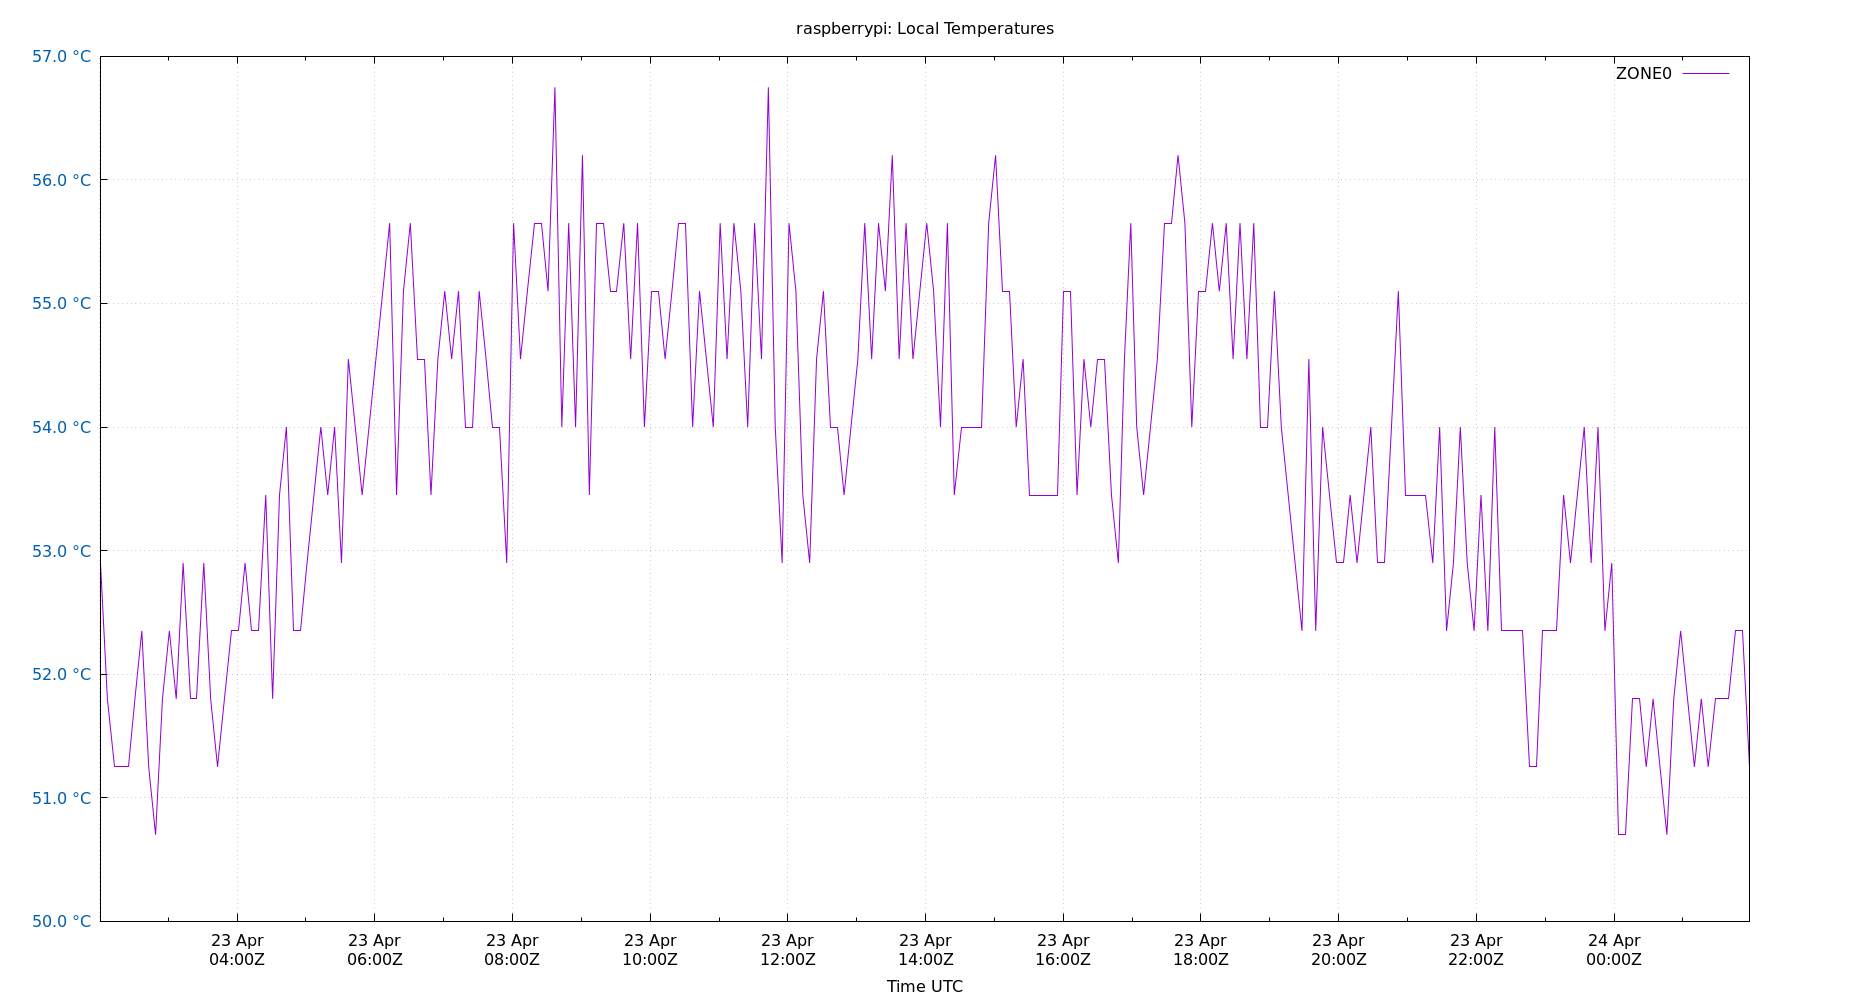 raspberrypi: Local Temperatures
57.0 °C
ZONE0
56.0 °C
55.0 °C
54.0 °C
53.0 °C
52.0 °C
51.0 °C
50.0 °C
23 Apr 23 Apr 23 Apr 23 Apr 23 Apr 23 Apr 23 Apr 23 Apr 23 Apr 23 Apr 24 Apr
04:00Z 06:00Z 08:00Z 10:00Z 12:00Z 14:00Z 16:00Z 18:00Z 20:00Z 22:00Z 00:00Z
Time UTC